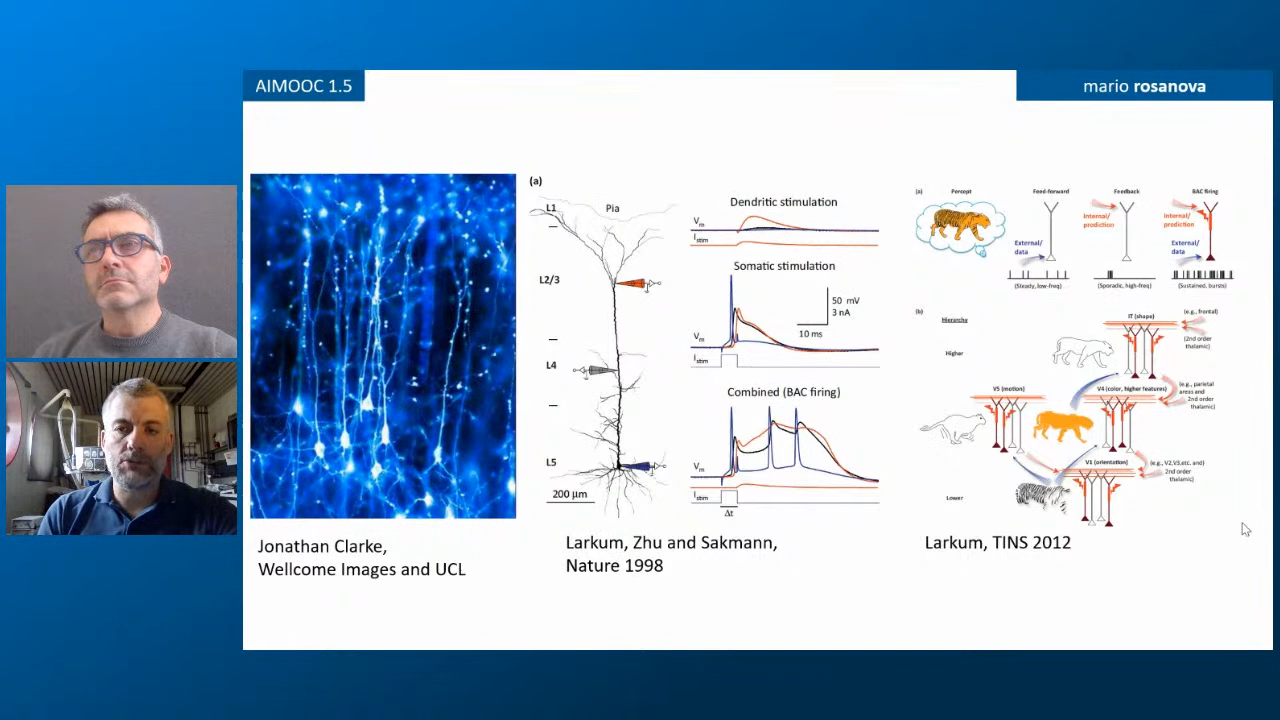 AIMOOC 1.5
mario rosanova
(a)
L1
Pia
L2/3
L4
L5
200 µm
Dendritic stimulation
Vm
Istim
Somatic stimulation
50 mV
3 nA
10 ms
Vm
Istim
Combined (BAC firing)
Vm
Istim
Δt
(a)
Percept
Feed-forward
Feedback
BAC firing
Internal/
prediction
Internal/
prediction
External/
data
External/
data
(Steady, low-freq)
(Sporadic, high-freq)
(Sustained, bursts)
(b)
Hierarchy
IT (shape)
(e.g., frontal)
(2nd order
thalamic)
Higher
V5 (motion)
V4 (color, higher features)
(e.g., parietal
areas and
2nd order
thalamic)
V1 (orientation)
(e.g., V2,V3,etc. and)
2nd order
thalamic)
Lower
Jonathan Clarke,
Wellcome Images and UCL
Larkum, Zhu and Sakmann,
Nature 1998
Larkum, TINS 2012